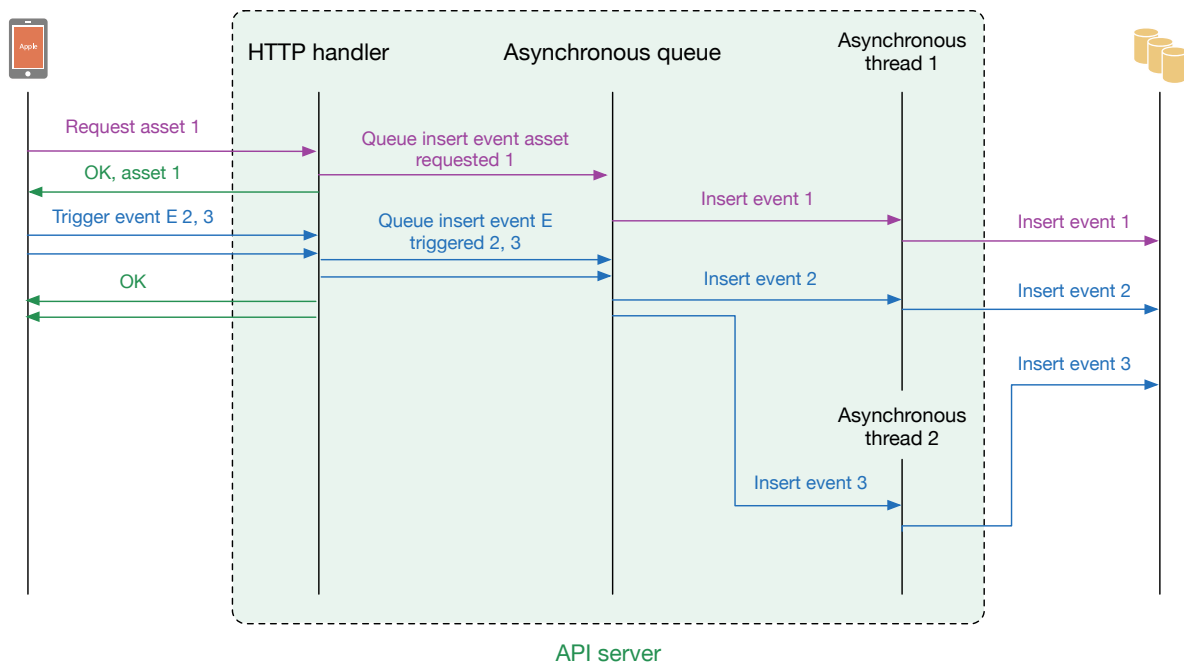 Apple
HTTP handler
Asynchronous queue
Asynchronous
thread 1
Request asset 1
Queue insert event asset
requested 1
OK, asset 1
Insert event 1
Trigger event E 2, 3
Queue insert event E
triggered 2, 3
Insert event 1
OK
Insert event 2
Insert event 2
Insert event 3
Asynchronous
thread 2
Insert event 3
API server